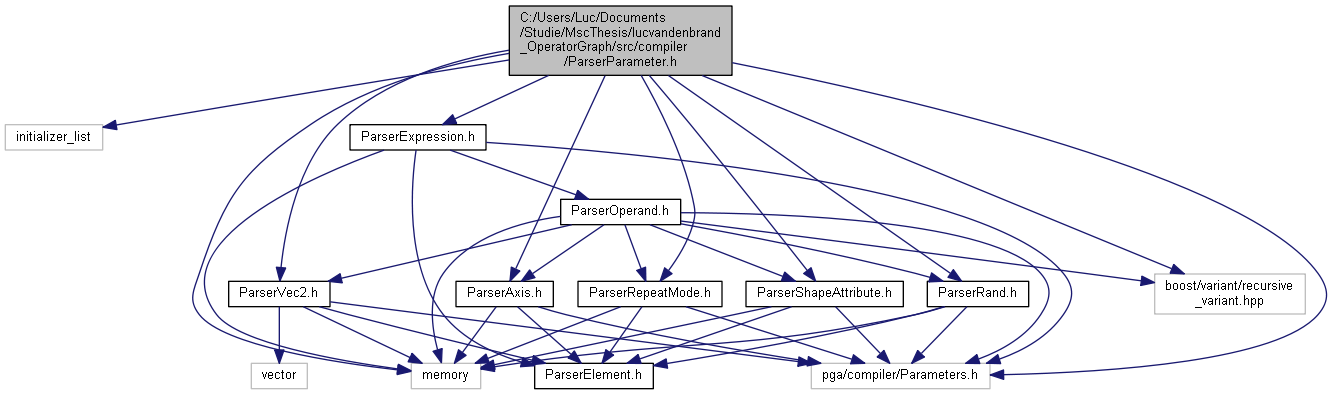 C:/Users/Luc/Documents
/Studie/MscThesis/lucvandenbrand
_OperatorGraph/src/compiler
/ParserParameter.h
initializer_list
ParserExpression.h
ParserOperand.h
ParserVec2.h
ParserAxis.h
ParserRepeatMode.h
ParserShapeAttribute.h
ParserRand.h
boost/variant/recursive
_variant.hpp
vector
memory
ParserElement.h
pga/compiler/Parameters.h